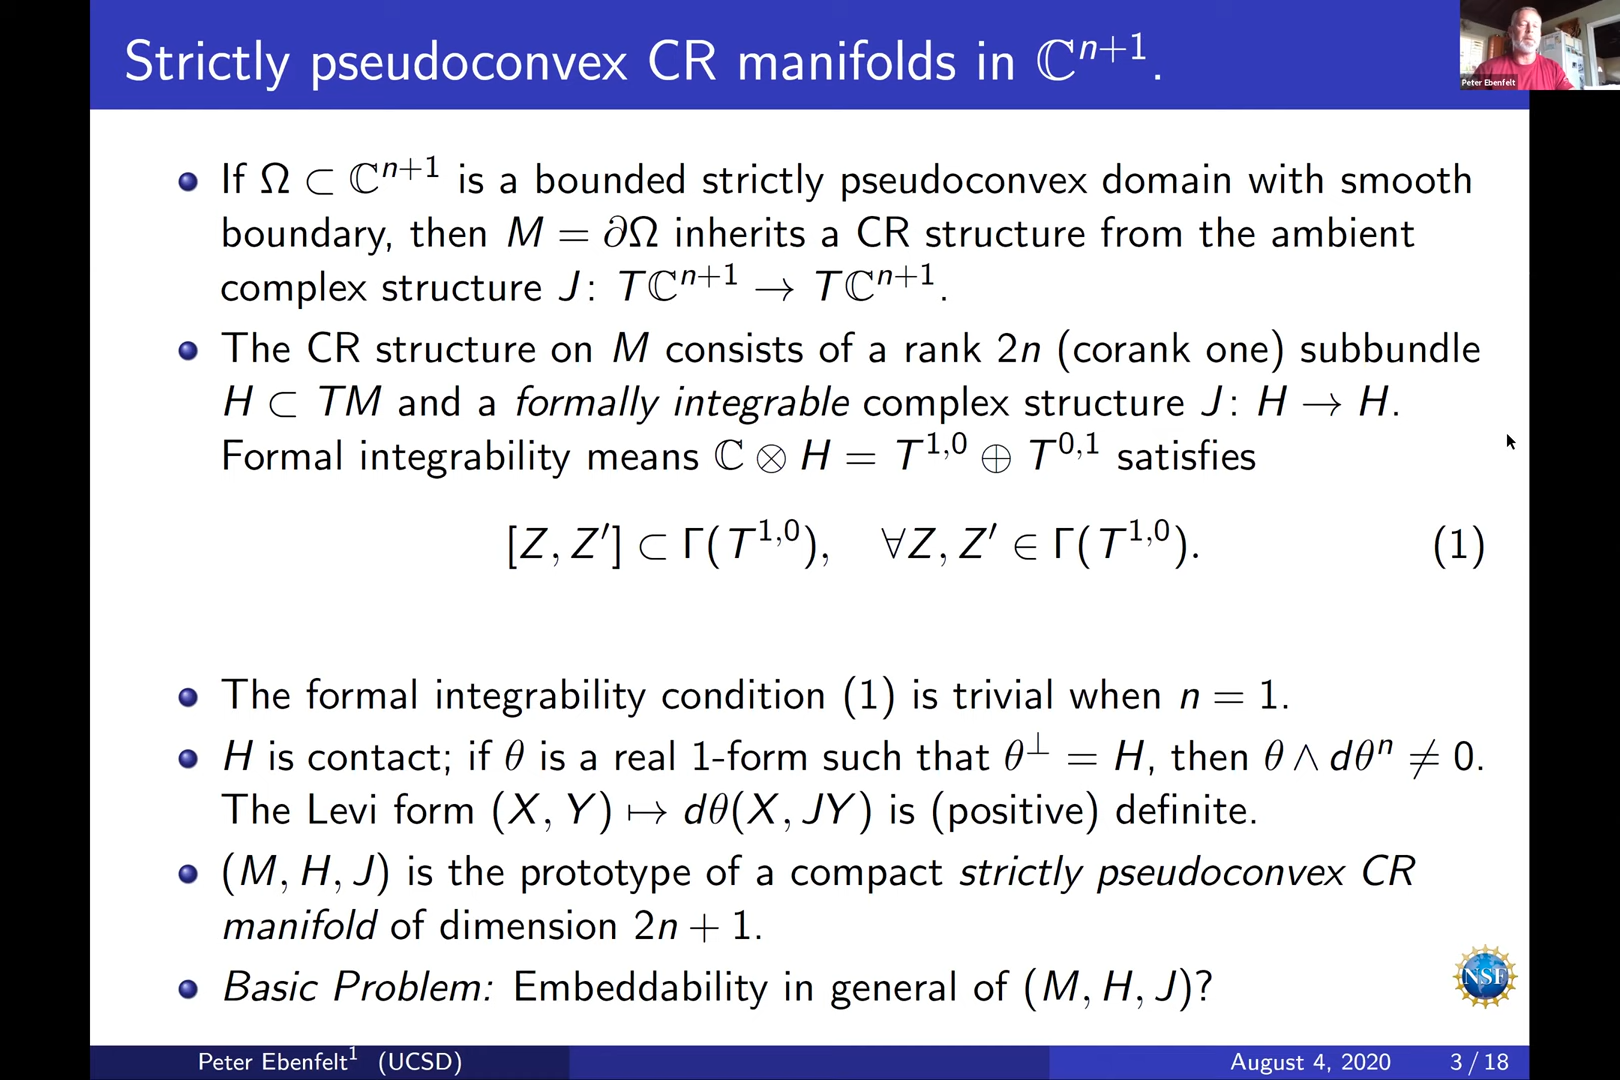 Strictly pseudoconvex CR manifolds in ℂⁿ⁺¹.
Peter Ebenfelt
If Ω ⊂ ℂⁿ⁺¹ is a bounded strictly pseudoconvex domain with smooth
boundary, then M = ∂Ω inherits a CR structure from the ambient
complex structure J: Tℂⁿ⁺¹ → Tℂⁿ⁺¹.
The CR structure on M consists of a rank 2n (corank one) subbundle
H ⊂ TM and a formally integrable complex structure J: H → H.
Formal integrability means ℂ ⊗ H = T^{1,0} ⊕ T^{0,1} satisfies
[Z, Z′] ⊂ Γ(T^{1,0}), ∀Z, Z′ ∈ Γ(T^{1,0}). (1)
The formal integrability condition (1) is trivial when n = 1.
H is contact; if θ is a real 1-form such that θ^⊥ = H, then θ ∧ dθⁿ ≠ 0.
The Levi form (X, Y) ↦ dθ(X, JY) is (positive) definite.
(M, H, J) is the prototype of a compact strictly pseudoconvex CR
manifold of dimension 2n + 1.
Basic Problem: Embeddability in general of (M, H, J)?
NSF
Peter Ebenfelt¹ (UCSD) August 4, 2020 3 / 18